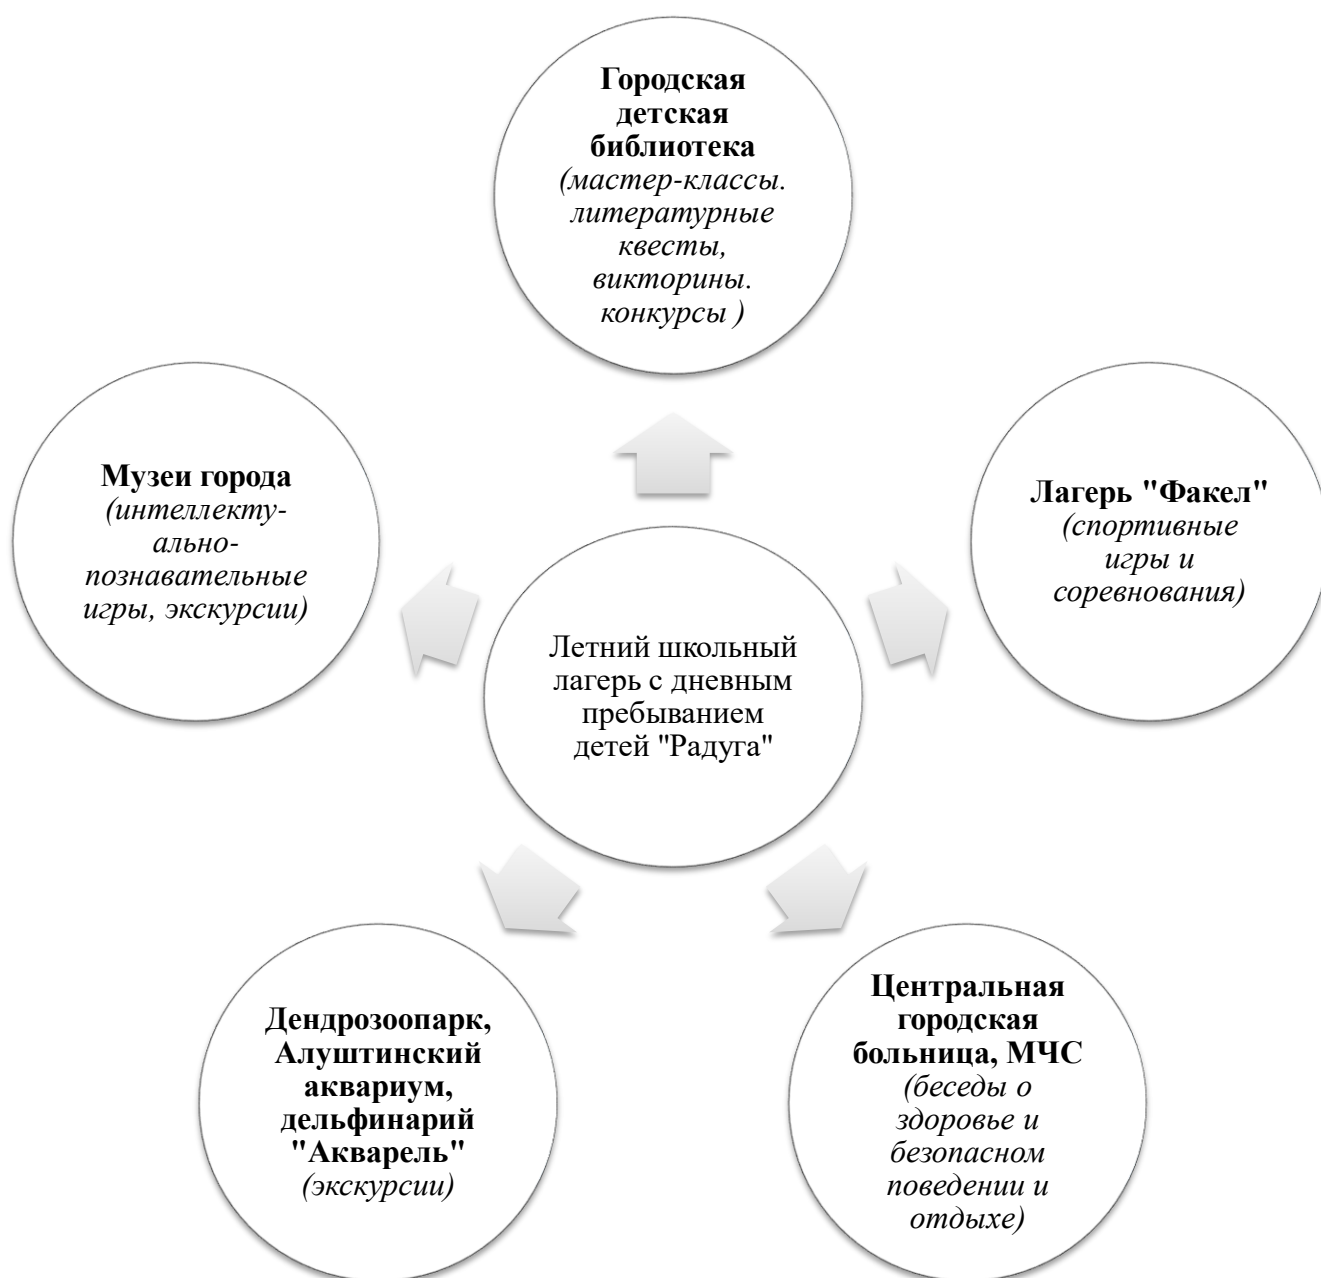 Городская
детская
библиотека
(мастер-классы.
литературные
квесты,
викторины.
конкурсы )
Музеи города
(интеллекту-
ально-
познавательные
игры, экскурсии)
Лагерь "Факел"
(спортивные
игры и
соревнования)
Летний школьный
лагерь с дневным
пребыванием
детей "Радуга"
Дендрозоопарк,
Алуштинский
аквариум,
дельфинарий
"Акварель"
(экскурсии)
Центральная
городская
больница, МЧС
(беседы о
здоровье и
безопасном
поведении и
отдыхе)